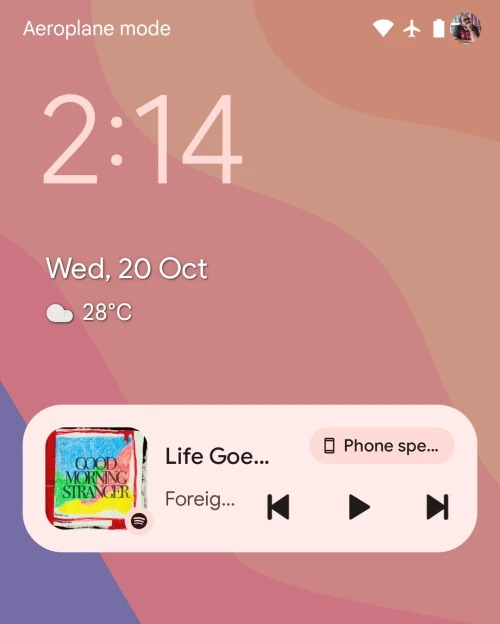 Aeroplane mode
2:14
Wed, 20 Oct
28°C
GOOD
MORNING
STRANGER
Life Goe...
Phone spe...
Foreig...